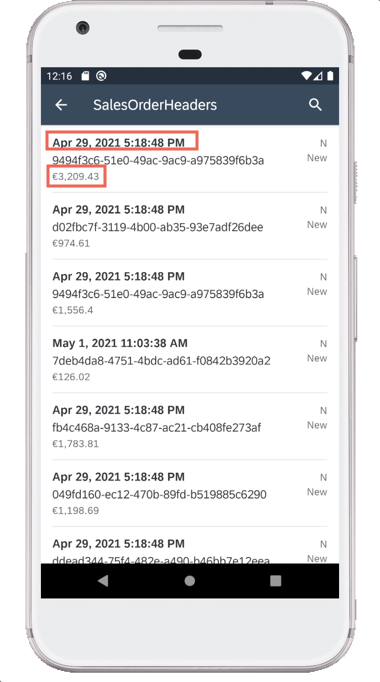 12:16
SalesOrderHeaders
Apr 29, 2021 5:18:48 PM N
9494f3c6-51e0-49ac-9ac9-a975839f6b3a New
€3,209.43
Apr 29, 2021 5:18:48 PM N
d02fbc7f-3119-4b00-ab35-93e7adf26dee New
€974.61
Apr 29, 2021 5:18:48 PM N
9494f3c6-51e0-49ac-9ac9-a975839f6b3a New
€1,556.4
May 1, 2021 11:03:38 AM N
7deb4da8-4751-4bdc-ad61-f0842b3920a2 New
€126.02
Apr 29, 2021 5:18:48 PM N
fb4c468a-9133-4c87-ac21-cb408fe273af New
€1,783.81
Apr 29, 2021 5:18:48 PM N
049fd160-ec12-470b-89fd-b519885c6290 New
€1,198.69
Apr 29, 2021 5:18:48 PM N
ddead344-75f4-482e-a490-b46bb7e12eea New